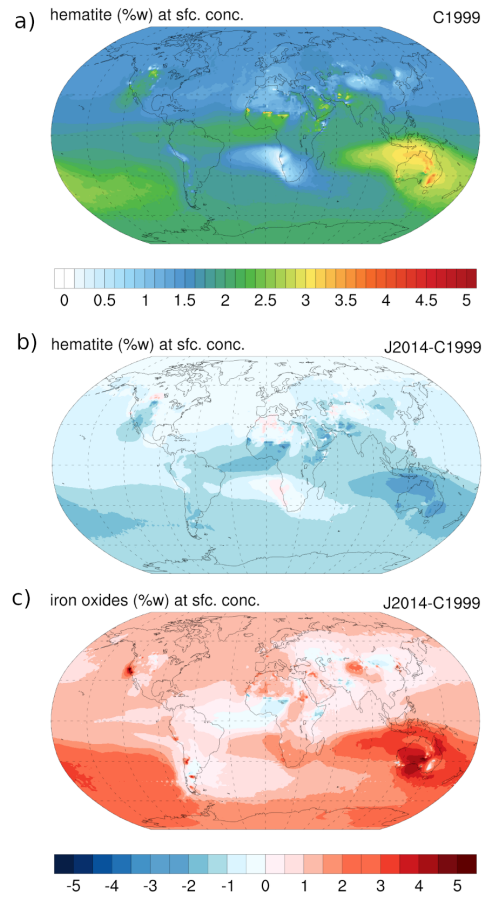 a) hematite (%w) at sfc. conc. C1999
0 0.5 1 1.5 2 2.5 3 3.5 4 4.5 5
b) hematite (%w) at sfc. conc. J2014-C1999
c) iron oxides (%w) at sfc. conc. J2014-C1999
-5 -4 -3 -2 -1 0 1 2 3 4 5